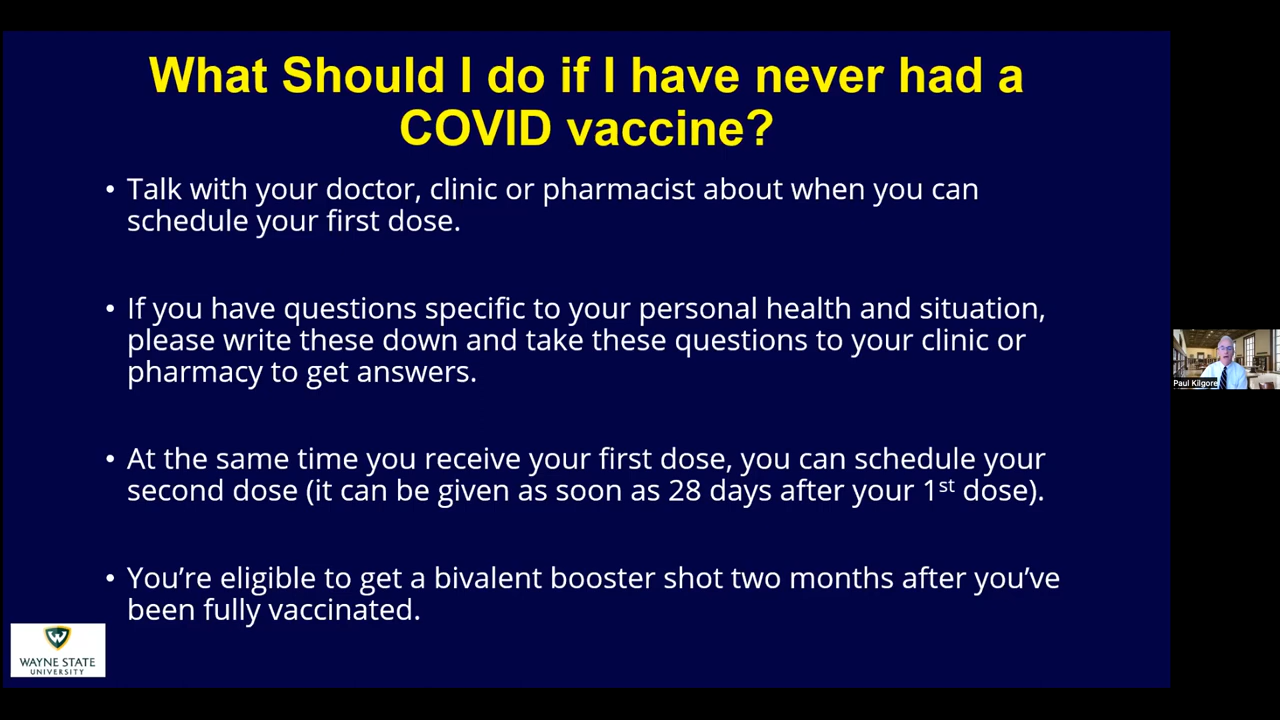 What Should I do if I have never had a
COVID vaccine?
• Talk with your doctor, clinic or pharmacist about when you can
schedule your first dose.
• If you have questions specific to your personal health and situation,
please write these down and take these questions to your clinic or
pharmacy to get answers.
• At the same time you receive your first dose, you can schedule your
second dose (it can be given as soon as 28 days after your 1st dose).
• You’re eligible to get a bivalent booster shot two months after you’ve
been fully vaccinated.
WAYNE STATE
UNIVERSITY
Paul Kilgore